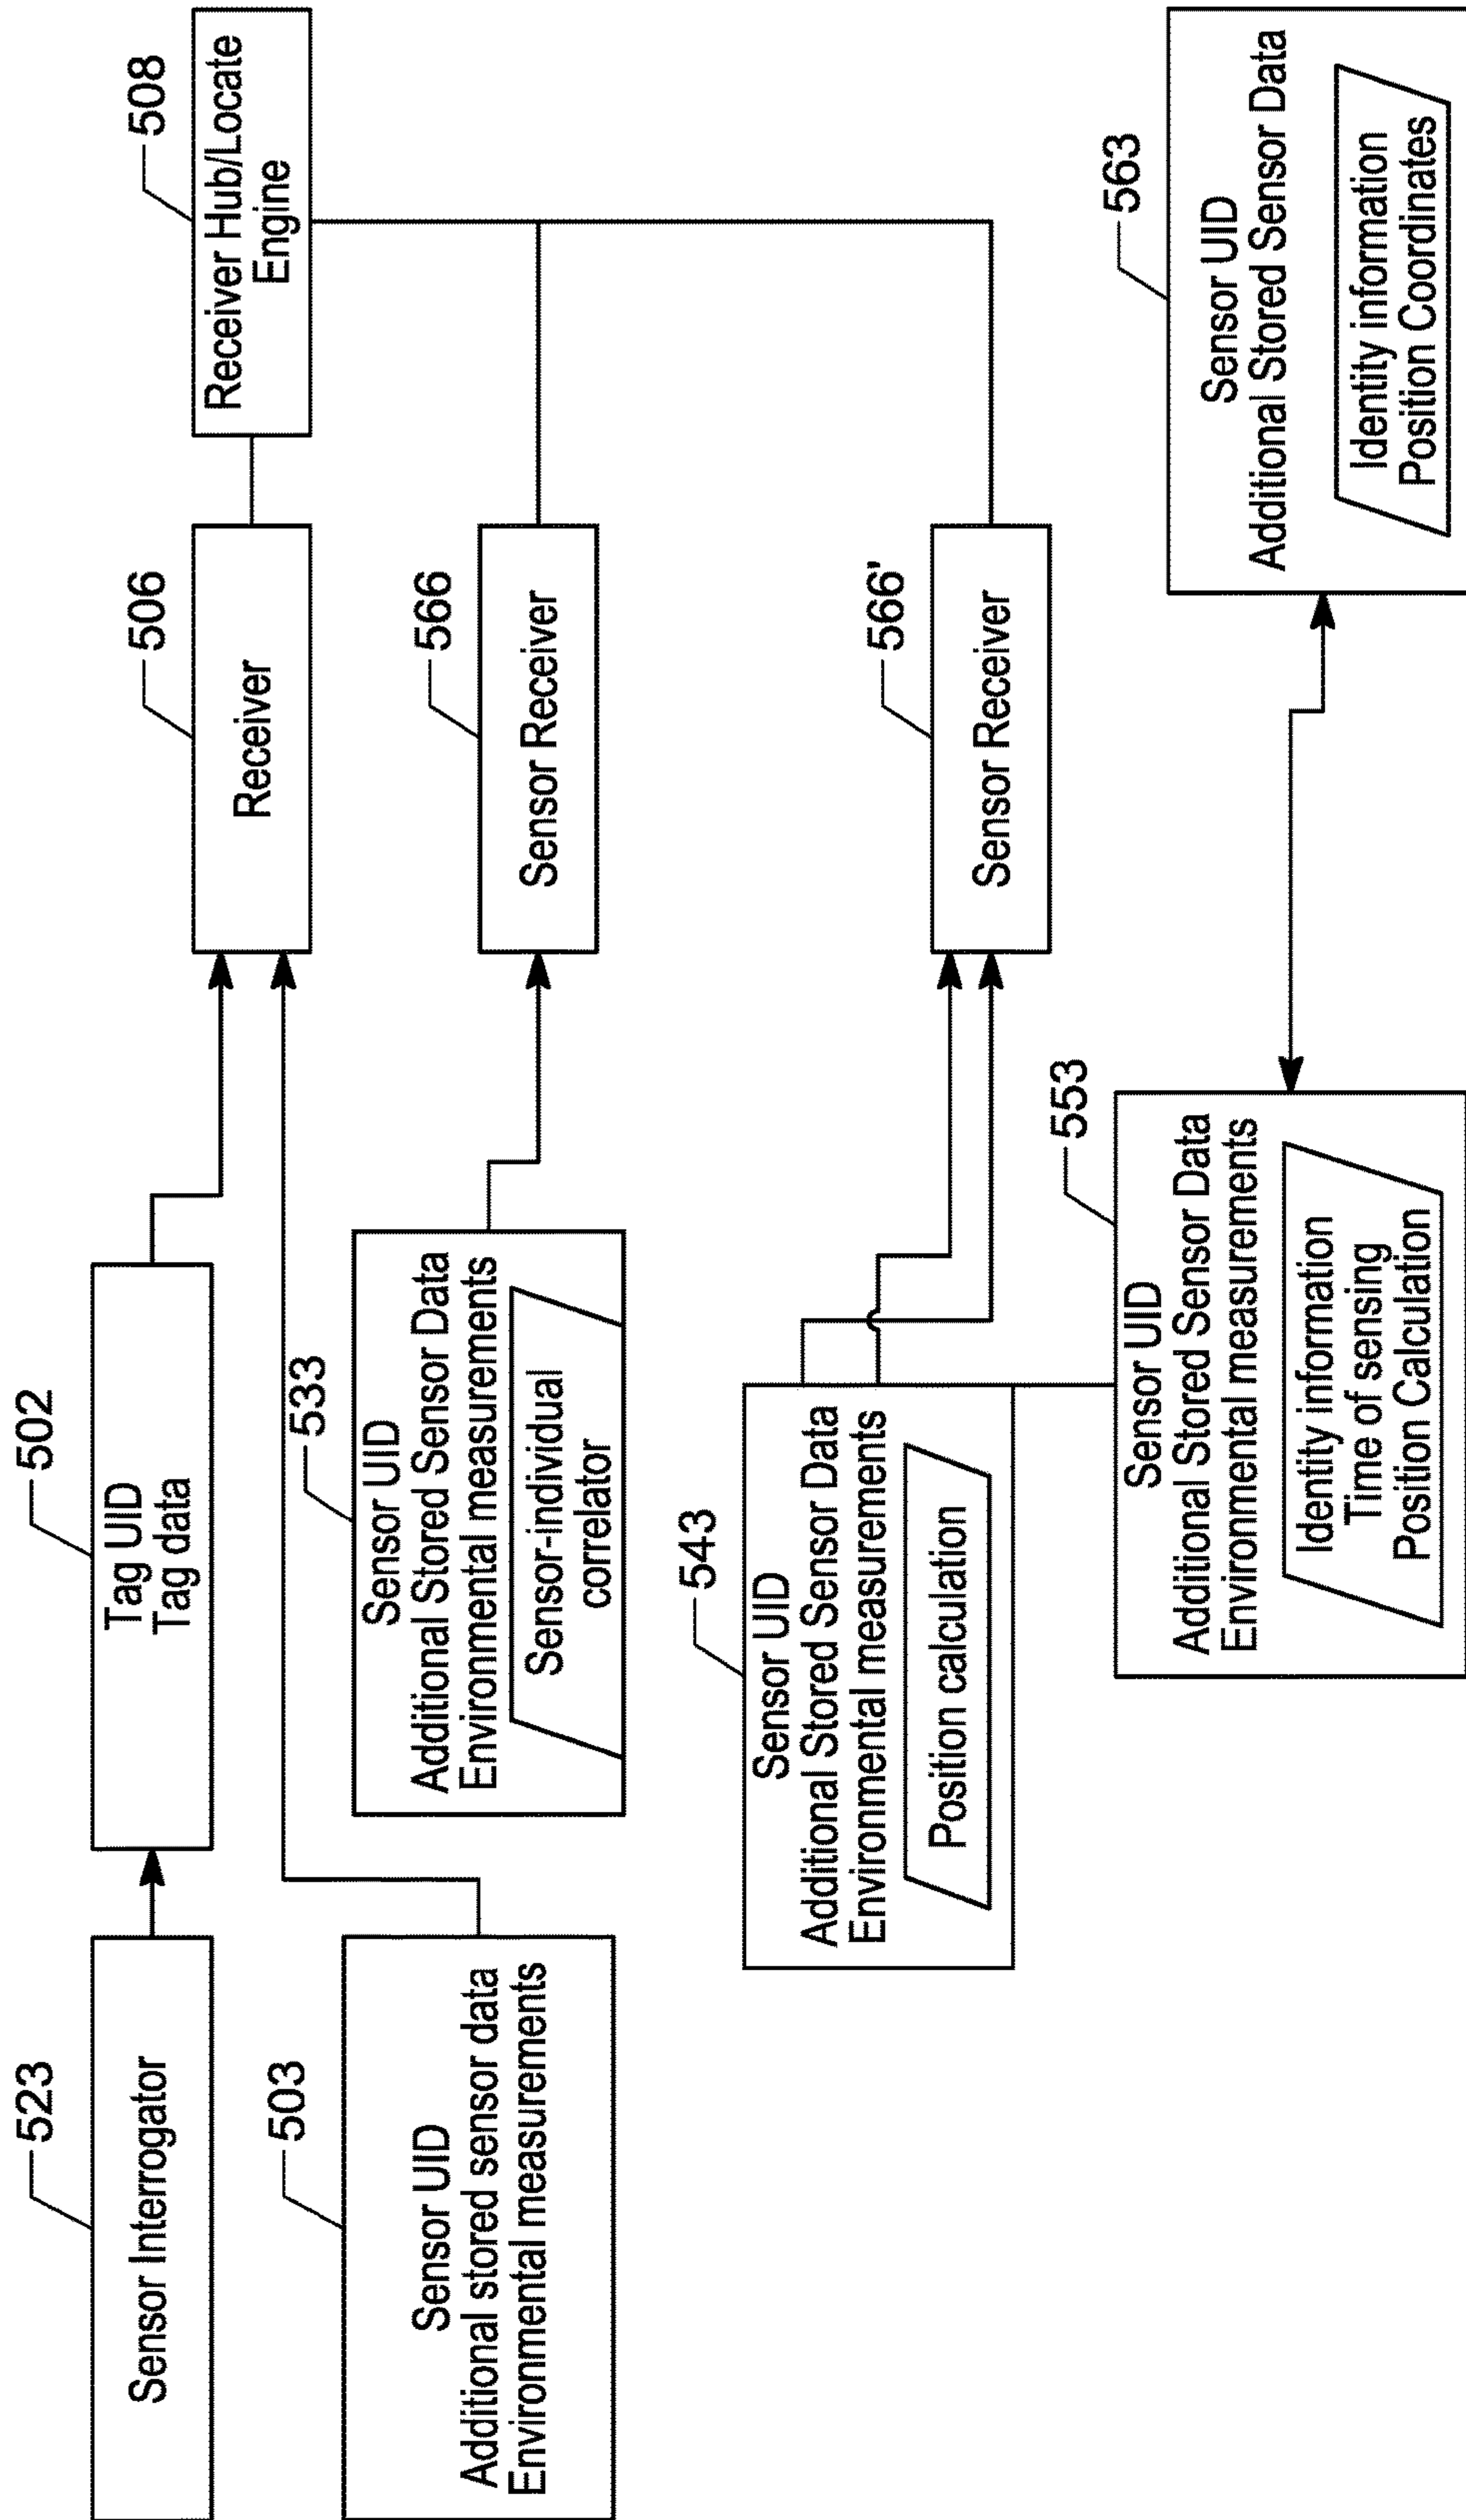 523
Sensor Interrogator
502
Tag UID
Tag data
506
Receiver
508
Receiver Hub/Locate
Engine
503
Sensor UID
Additional stored sensor data
Environmental measurements
533
Sensor UID
Additional Stored Sensor Data
Environmental measurements
Sensor-individual
correlator
566
Sensor Receiver
543
Sensor UID
Additional Stored Sensor Data
Environmental measurements
Position calculation
566'
Sensor Receiver
553
Sensor UID
Additional Stored Sensor Data
Environmental measurements
Identity information
Time of sensing
Position Calculation
563
Sensor UID
Additional Stored Sensor Data
Identity information
Position Coordinates